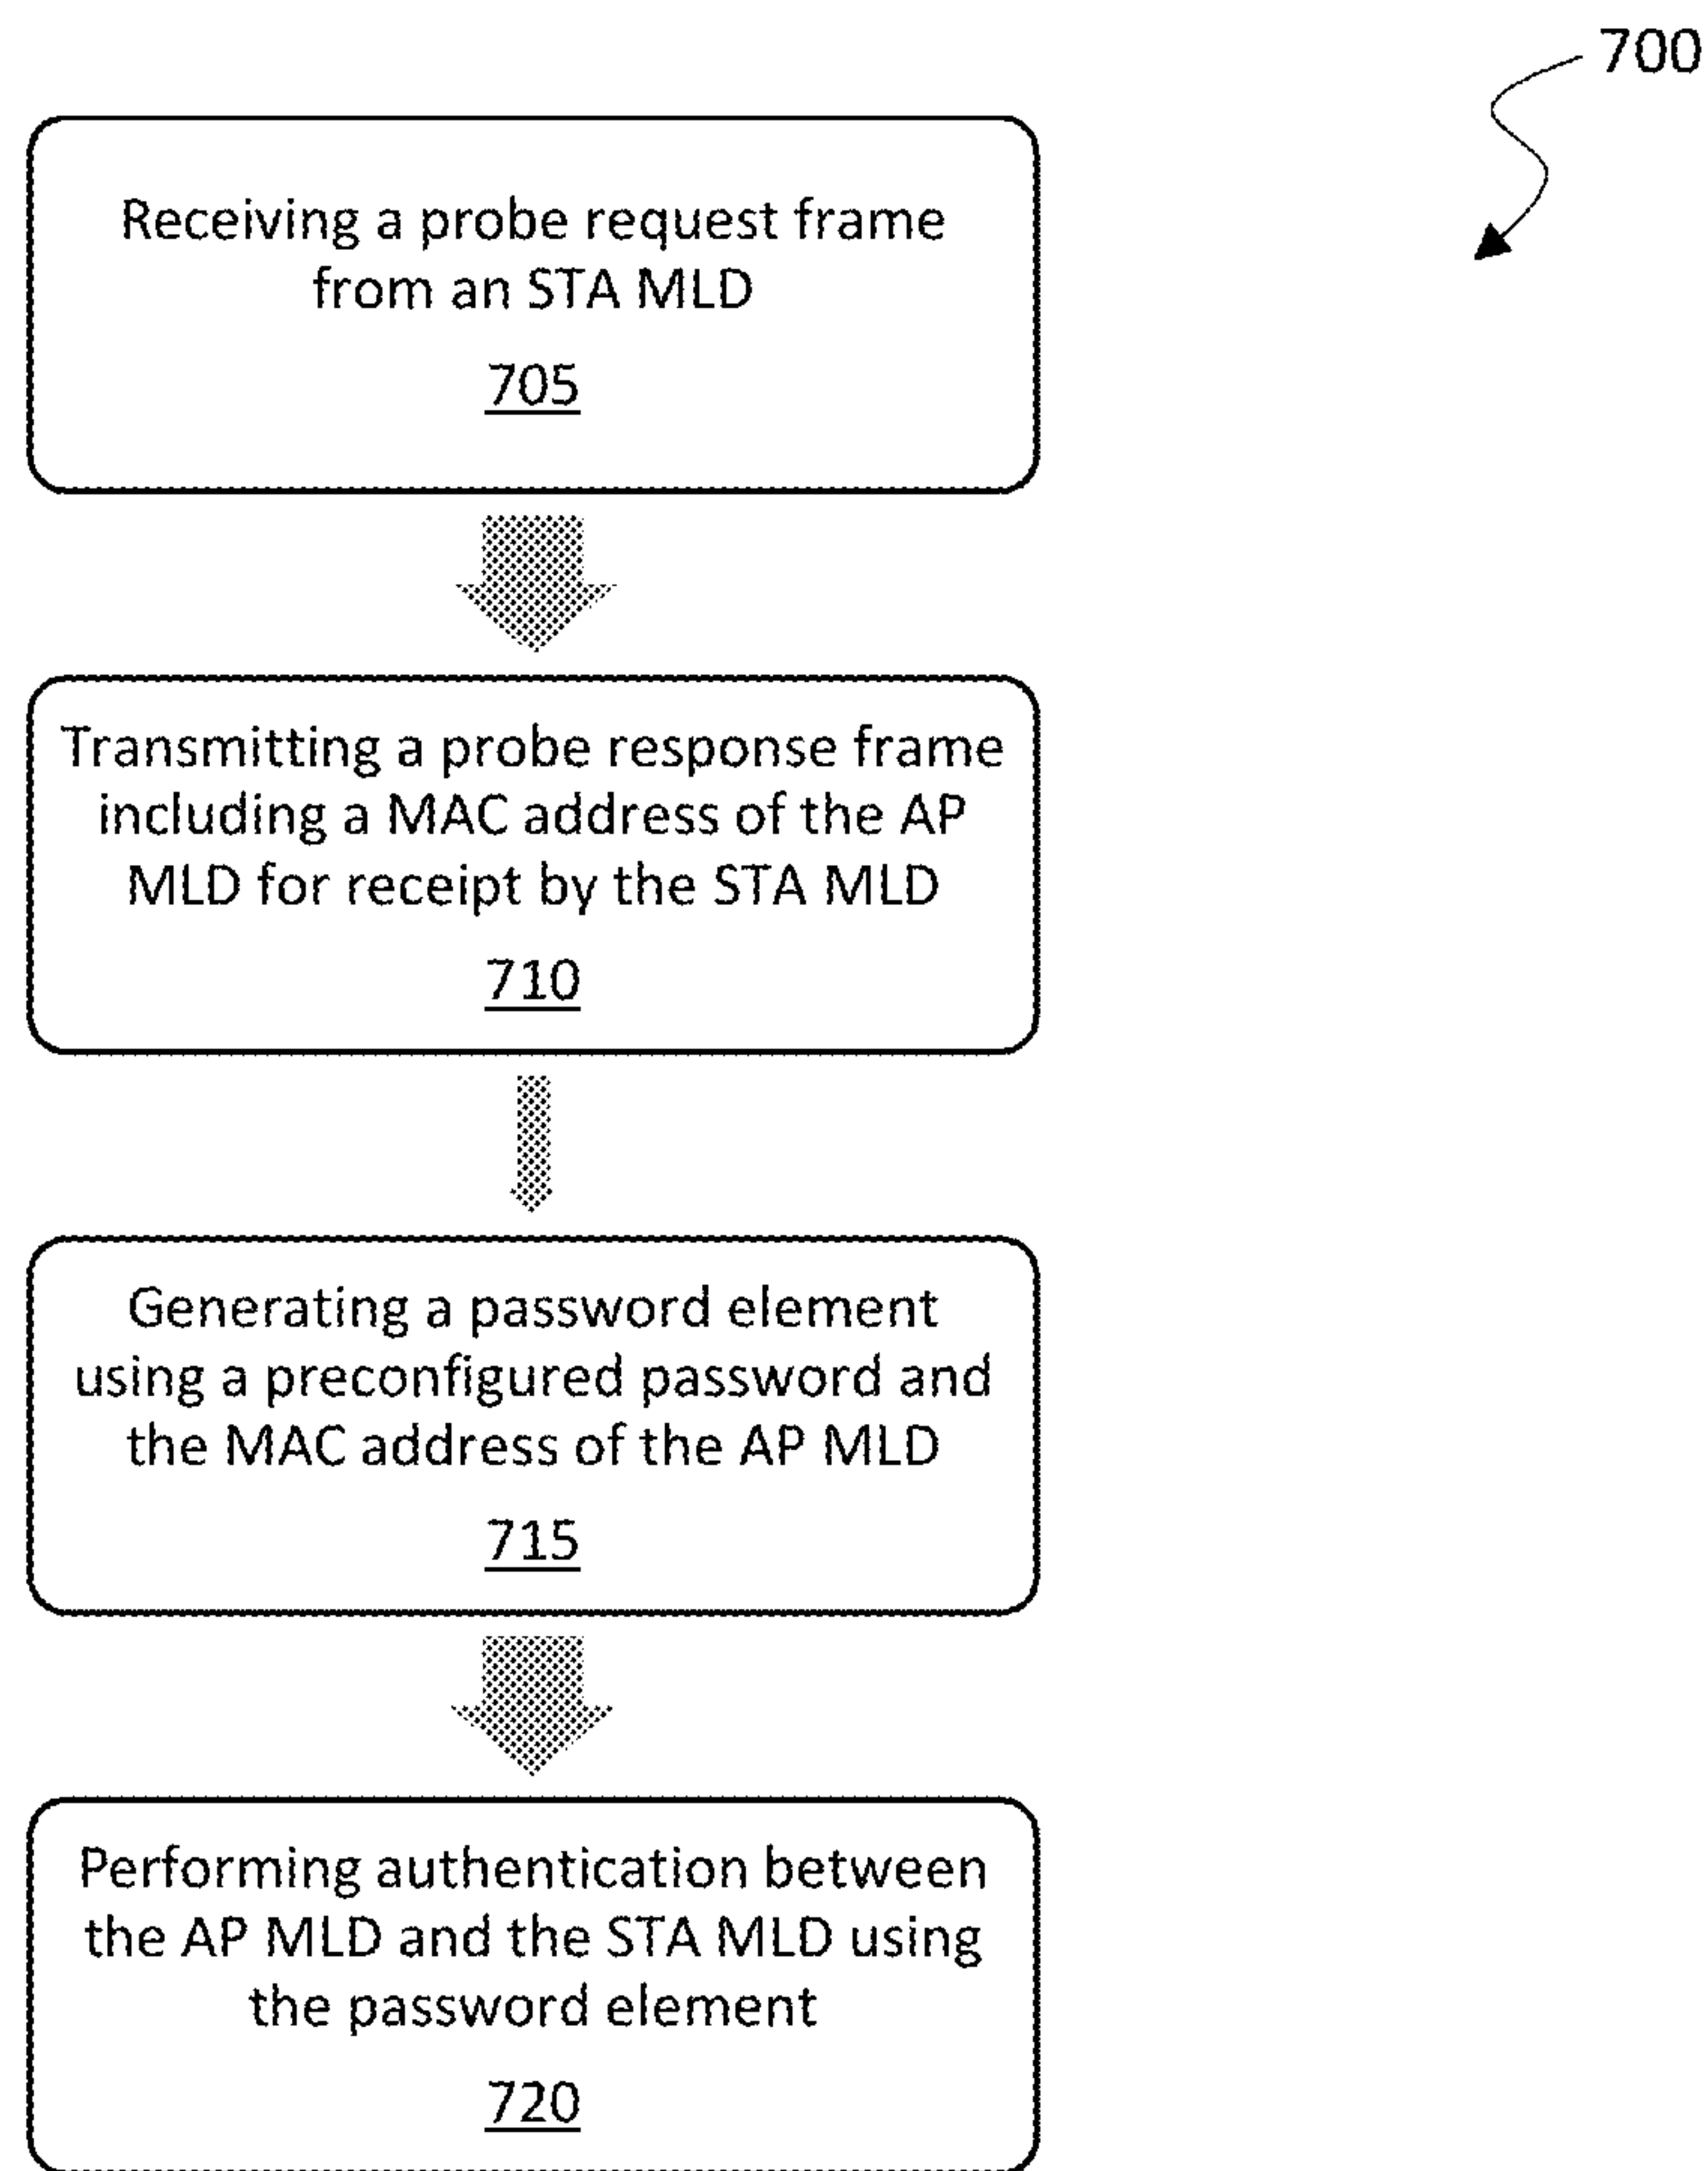 700
Receiving a probe request frame
from an STA MLD
705
Transmitting a probe response frame
including a MAC address of the AP
MLD for receipt by the STA MLD
710
Generating a password element
using a preconfigured password and
the MAC address of the AP MLD
715
Performing authentication between
the AP MLD and the STA MLD using
the password element
720